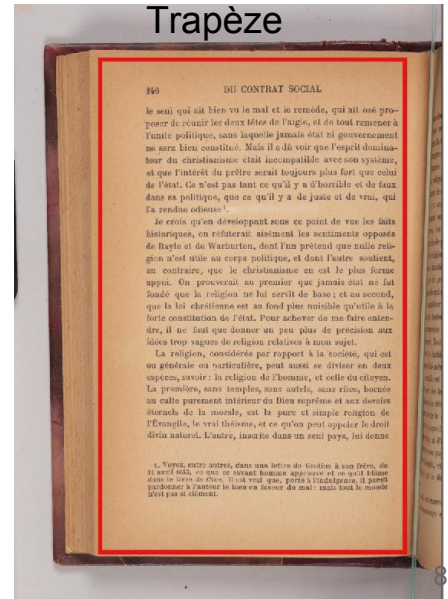 Trapèze
246 DU CONTRAT SOCIAL
le seul qui ait bien vu le mal et le remède, qui ait osé pro-
poser de réunir les deux têtes de l'aigle, et de tout ramener à
l'unité politique, sans laquelle jamais état ni gouvernement
ne sera bien constitué. Mais il a dû voir que l'esprit domina-
teur du christianisme était incompatible avec son système,
et que l'intérêt du prêtre serait toujours plus fort que celui
de l'état. Ce n'est pas tant ce qu'il y a d'horrible et de faux
dans sa politique, que ce qu'il y a de juste et de vrai, qui
l'a rendue odieuse¹.
Je crois qu'en développant sous ce point de vue les faits
historiques, on réfuterait aisément les sentiments opposés
de Bayle et de Warburton, dont l'un prétend que nulle reli-
gion n'est utile au corps politique, et dont l'autre soutient,
au contraire, que le christianisme en est le plus ferme
appui. On prouverait au premier que jamais état ne fut
fondé que la religion ne lui servît de base ; et au second,
que la loi chrétienne est au fond plus nuisible qu'utile à la
forte constitution de l'état. Pour achever de me faire enten-
dre, il ne faut que donner un peu plus de précision aux
idées trop vagues de religion relatives à mon sujet.
La religion, considérée par rapport à la société, qui est
ou générale ou particulière, peut aussi se diviser en deux
espèces, savoir : la religion de l'homme, et celle du citoyen.
La première, sans temples, sans autels, sans rites, bornée
au culte purement intérieur du Dieu suprême et aux devoirs
éternels de la morale, est la pure et simple religion de
l'Évangile, le vrai théisme, et ce qu'on peut appeler le droit
divin naturel. L'autre, inscrite dans un seul pays, lui donne
1. Voyez, entre autres, dans une lettre de Grotius à son frère, du
11 avril 1643, ce que ce savant homme approuve et ce qu'il blâme
dans le livre de Cive. Il est vrai que, porté à l'indulgence, il paraît
pardonner à l'auteur le bien en faveur du mal : mais tout le monde
n'est pas si clément.
8